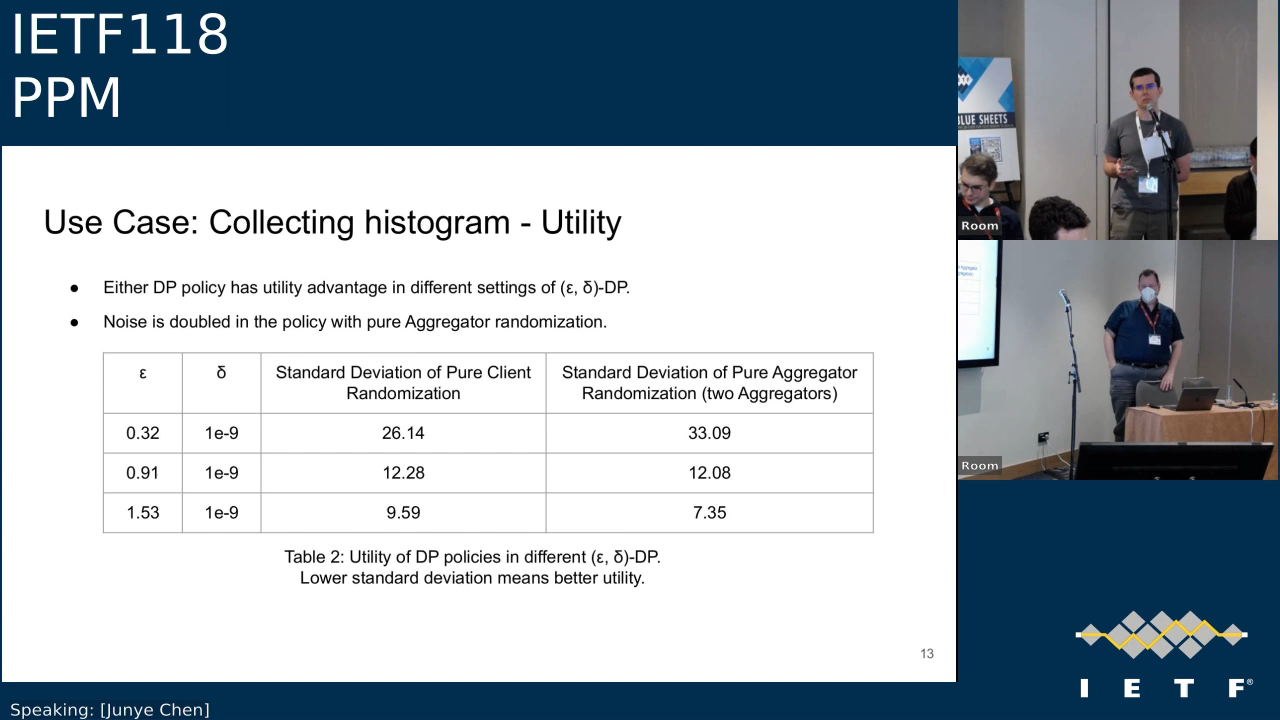 IETF118
PPM
Use Case: Collecting histogram - Utility
● Either DP policy has utility advantage in different settings of (ε, δ)-DP.
● Noise is doubled in the policy with pure Aggregator randomization.
ε δ Standard Deviation of Pure Client Randomization Standard Deviation of Pure Aggregator Randomization (two Aggregators)
0.32 1e-9 26.14 33.09
0.91 1e-9 12.28 12.08
1.53 1e-9 9.59 7.35
Table 2: Utility of DP policies in different (ε, δ)-DP.
Lower standard deviation means better utility.
13
Speaking: [Junye Chen]
BLUE SHEETS
Room
Room
I E T F®